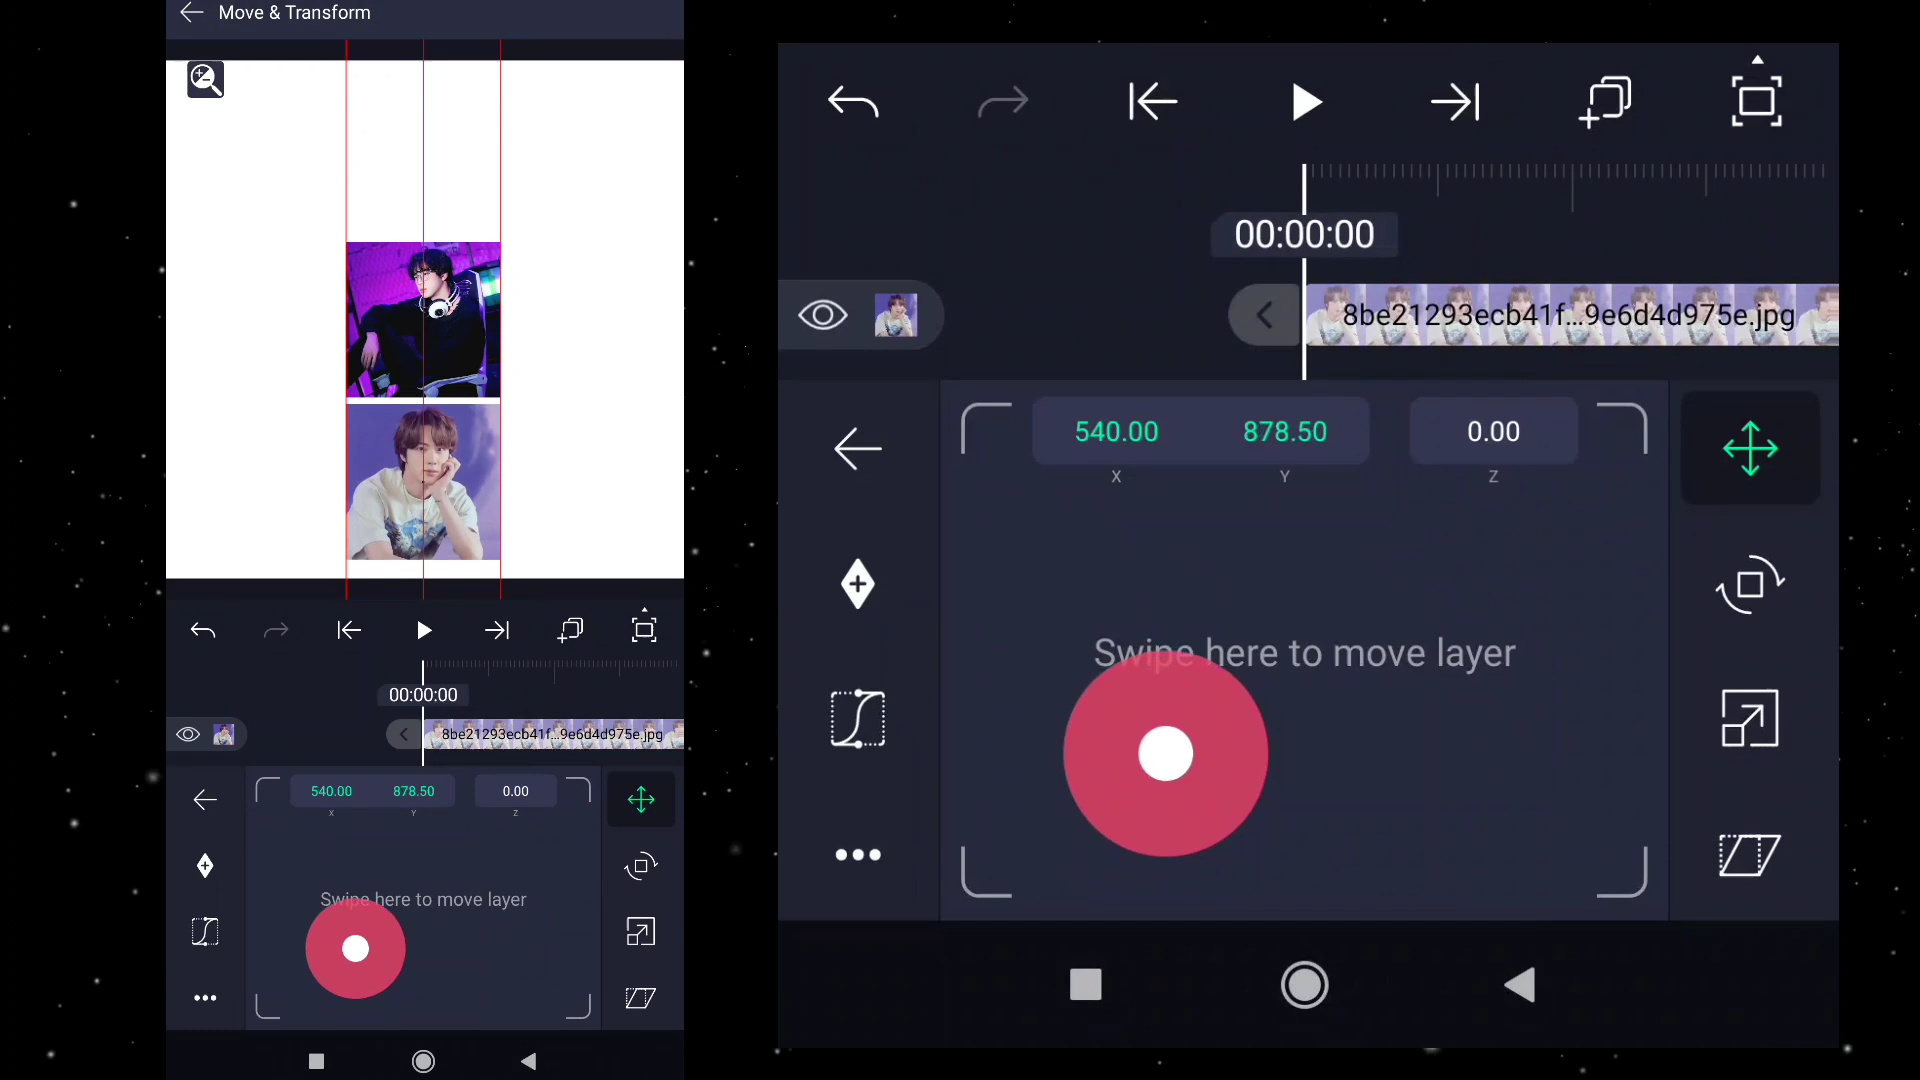 Move & Transform
00:00:00
8be21293ecb41f...9e6d4d975e.jpg
540.00 878.50 0.00
X Y Z
Swipe here to move layer
00:00:00
8be21293ecb41f...9e6d4d975e.jpg
540.00 878.50 0.00
X Y Z
Swipe here to move layer